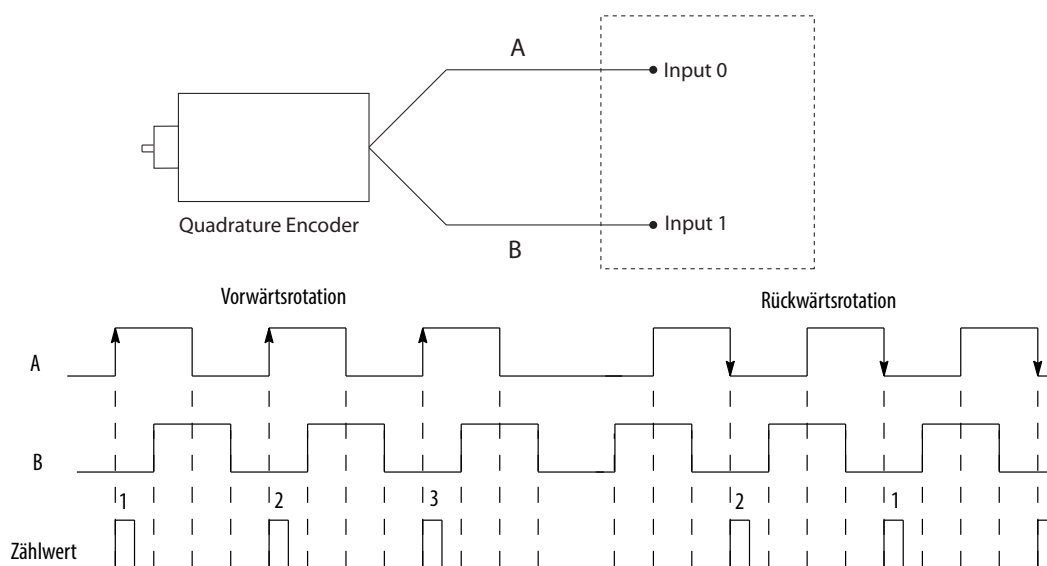 A
Input 0
Quadrature Encoder
Input 1
B
Vorwärtsrotation
Rückwärtsrotation
A
B
1
2
3
2
1
Zählwert